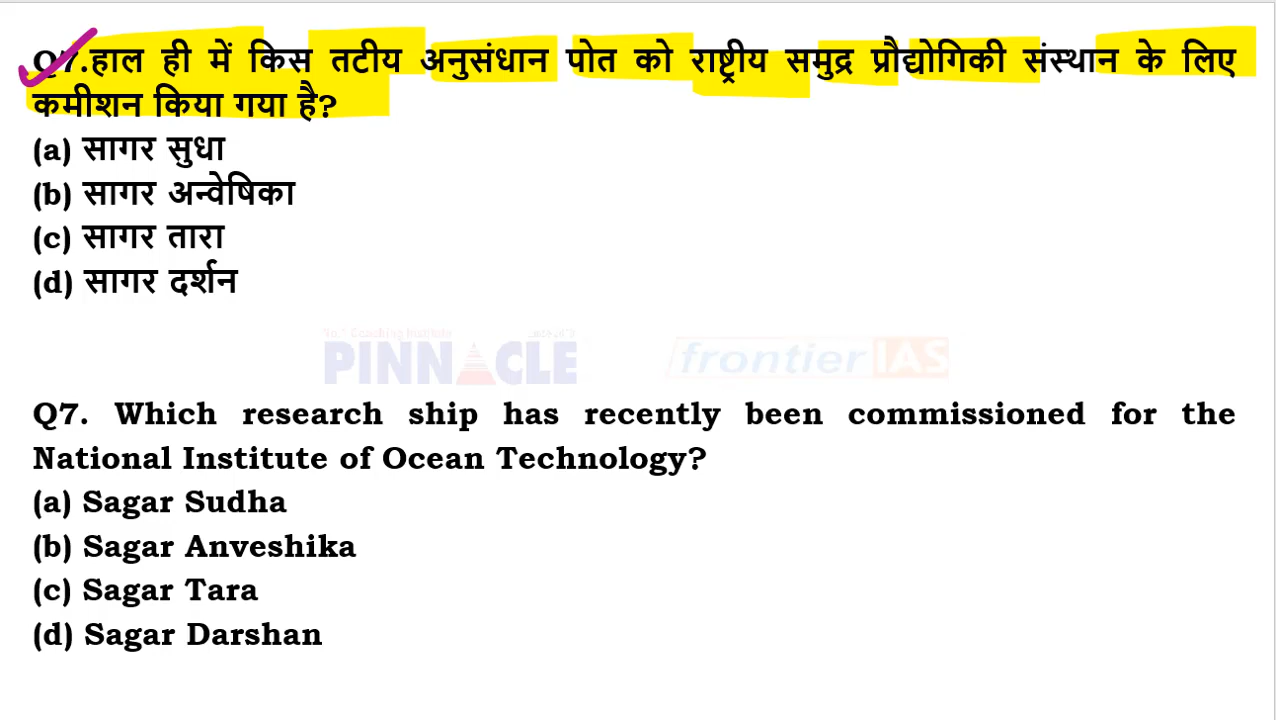 Q7.हाल ही में किस तटीय अनुसंधान पोत को राष्ट्रीय समुद्र प्रौद्योगिकी संस्थान के लिए
कमीशन किया गया है?
(a) सागर सुधा
(b) सागर अन्वेषिका
(c) सागर तारा
(d) सागर दर्शन
PINNACLE
frontier IAS
Q7. Which research ship has recently been commissioned for the
National Institute of Ocean Technology?
(a) Sagar Sudha
(b) Sagar Anveshika
(c) Sagar Tara
(d) Sagar Darshan